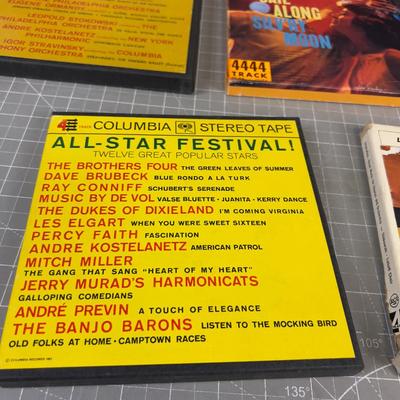 PHILADELPHIA ORCHESTRA
EUGENE ORMANDY
LEOPOLD STOKOWSKI THE
ANDRE KOSTELANETZ
PHILHARMONIC NEW YORK
IGOR STRAVINSKY COLUMBIA
SYMPHONY ORCHESTRA
ALONG
SILV'RY
MOON
4444
TRACK
4 TRACK COLUMBIA STEREO TAPE
ALL-STAR FESTIVAL!
TWELVE GREAT POPULAR STARS
THE BROTHERS FOUR THE GREEN LEAVES OF SUMMER
DAVE BRUBECK BLUE RONDO A LA TURK
RAY CONNIFF SCHUBERT'S SERENADE
MUSIC BY DE VOL VALSE BLUETTE · JUANITA · KERRY DANCE
THE DUKES OF DIXIELAND I'M COMING VIRGINIA
LES ELGART WHEN YOU WERE SWEET SIXTEEN
PERCY FAITH FASCINATION
ANDRE KOSTELANETZ AMERICAN PATROL
MITCH MILLER
THE GANG THAT SANG "HEART OF MY HEART"
JERRY MURAD'S HARMONICATS
GALLOPING COMEDIANS
ANDRÉ PREVIN A TOUCH OF ELEGANCE
THE BANJO BARONS LISTEN TO THE MOCKING BIRD
OLD FOLKS AT HOME · CAMPTOWN RACES
105°
135°